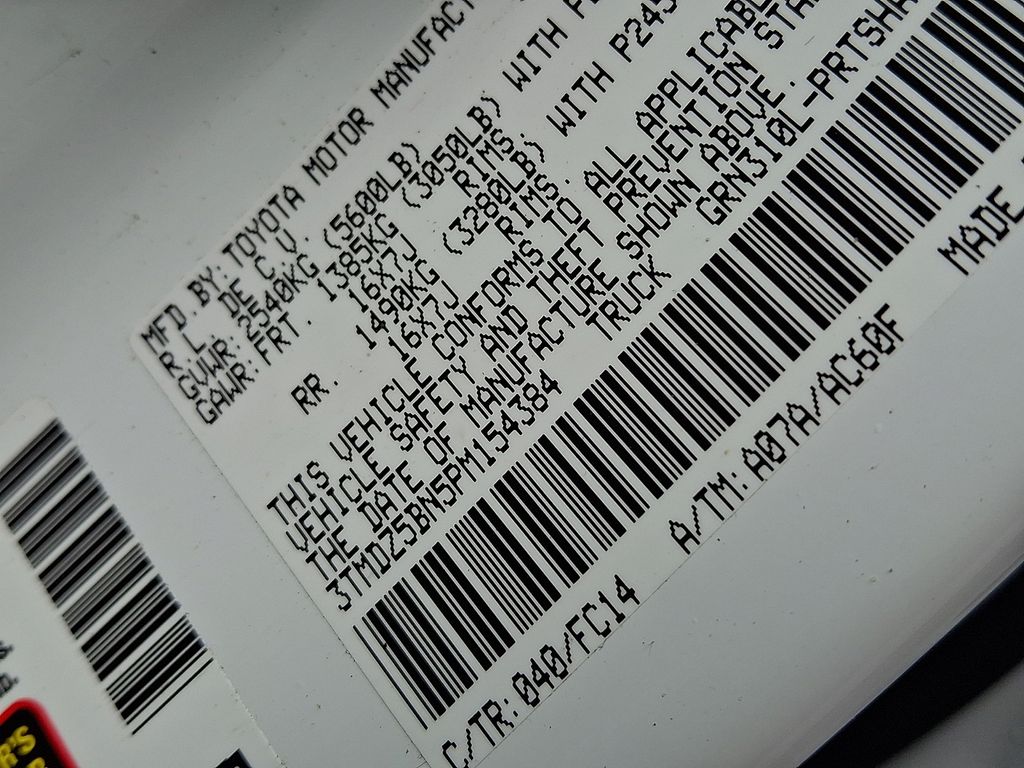 MFD.BY: TOYOTA MOTOR MANUFAC
R.L. DE C.V.
GVWR: 2540KG (5600LB)
GAWR: FRT. 1385KG (3050LB) WITH
16X7J RIMS, WITH P245
RR. 1490KG (3280LB)
16X7J RIMS,
THIS VEHICLE CONFORMS TO ALL APPLICABLE
VEHICLE SAFETY AND THEFT PREVENTION STA
THE DATE OF MANUFACTURE SHOWN ABOVE.
3TMDZ5BN5PM154384 TRUCK GRN310L-PRTSHA
C/TR: 040/FC14 A/TM: A07A/AC60F
MADE